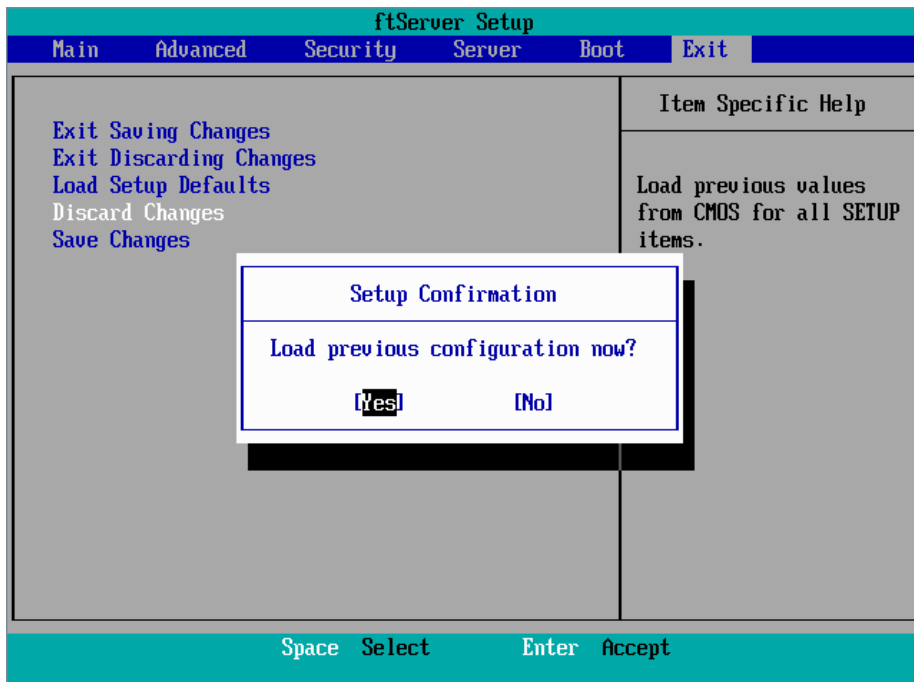 ftServer Setup
Main Advanced Security Server Boot Exit
Item Specific Help
Exit Saving Changes
Exit Discarding Changes
Load Setup Defaults
Discard Changes
Save Changes
Load previous values
from CMOS for all SETUP
items.
Setup Confirmation
Load previous configuration now?
[Yes] [No]
Space Select Enter Accept